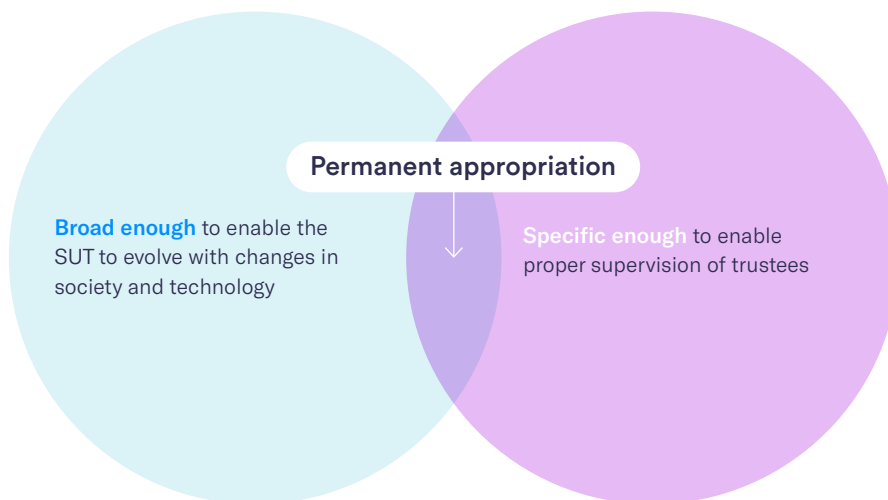 Permanent appropriation
Broad enough to enable the
SUT to evolve with changes in
society and technology
Specific enough to enable
proper supervision of trustees